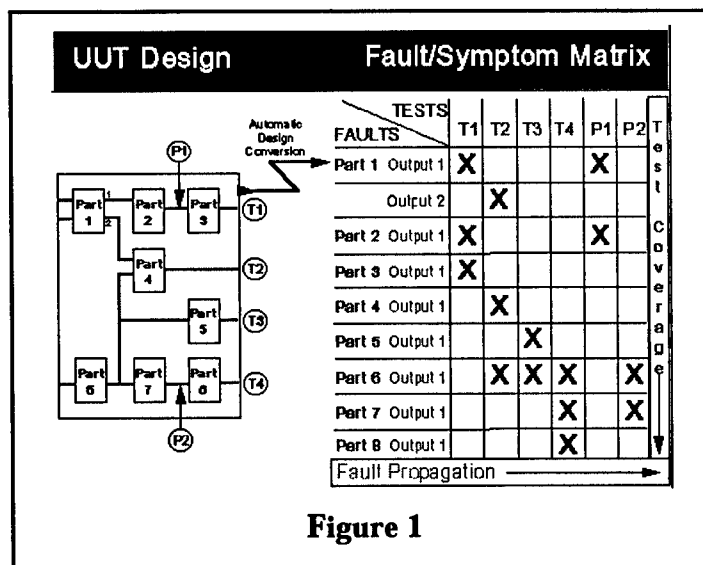 UUT Design
Fault/Symptom Matrix
Automatic
Design
Conversion
P1
Part
1
1
2
Part
2
Part
3
T1
Part
4
T2
Part
5
T3
Part
6
Part
7
Part
8
T4
P2
TESTS
FAULTS
T1 T2 T3 T4 P1 P2
Test Coverage
Part 1 Output 1 X X
Output 2 X
Part 2 Output 1 X X
Part 3 Output 1 X
Part 4 Output 1 X
Part 5 Output 1 X
Part 6 Output 1 X X X X
Part 7 Output 1 X X
Part 8 Output 1 X
Fault Propagation
Figure 1